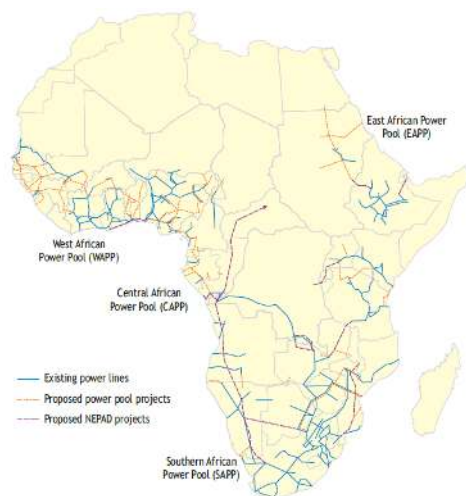 East African Power
Pool (EAPP)
West African
Power Pool (WAPP)
Central African
Power Pool (CAPP)
Existing power lines
Proposed power pool projects
Proposed NEPAD projects
Southern African
Power Pool (SAPP)